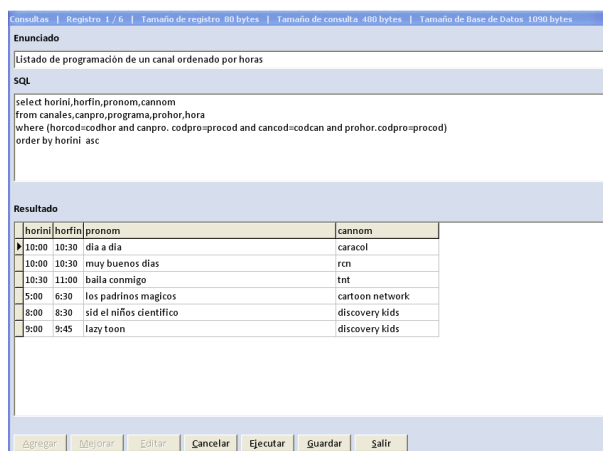 Consultas | Registro 1 / 6 | Tamaño de registro 80 bytes | Tamaño de consulta 480 bytes | Tamaño de Base de Datos 1090 bytes
Enunciado
Listado de programación de un canal ordenado por horas
SQL
select horini,horfin,pronom,cannom
from canales,canpro,programa,prohor,hora
where (horcod=codhor and canpro. codpro=procod and cancod=codcan and prohor.codpro=procod)
order by horini asc
Resultado
horini horfin pronom cannom
10:00 10:30 dia a dia caracol
10:00 10:30 muy buenos dias rcn
10:30 11:00 baila conmigo tnt
5:00 6:30 los padrinos magicos cartoon network
8:00 8:30 sid el niños cientifico discovery kids
9:00 9:45 lazy toon discovery kids
Agregar Mejorar Editar Cancelar Ejecutar Guardar Salir